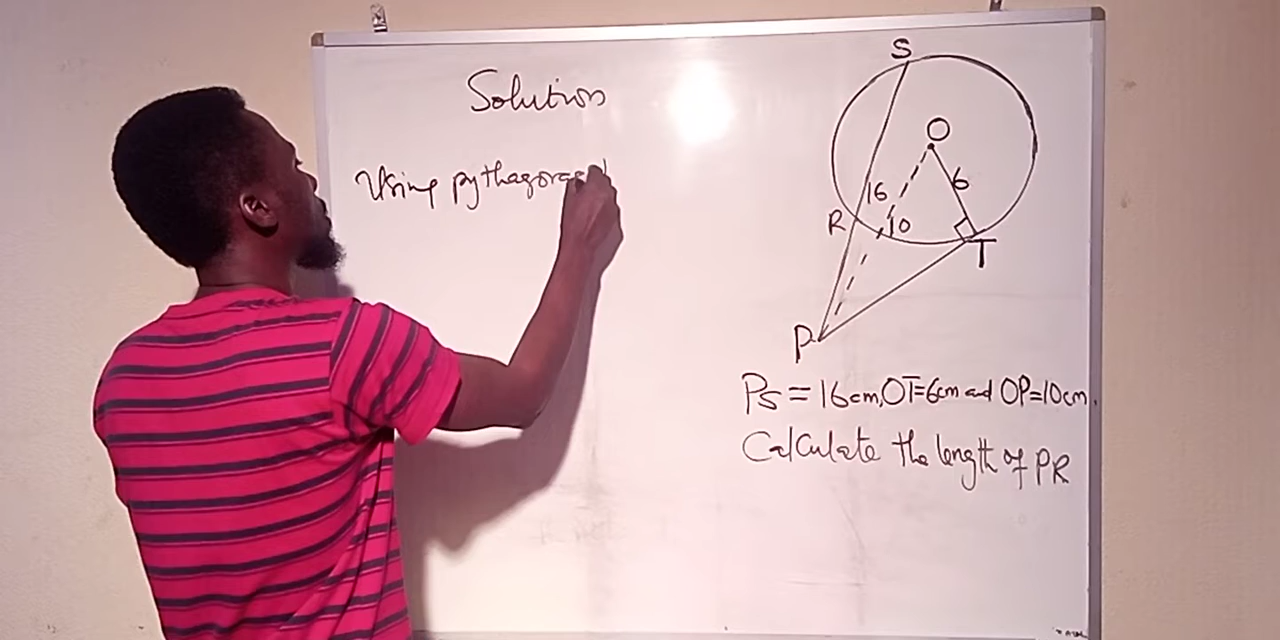 Solution
Using pythagoras
S
O
16
6
R
10
T
P
PS = 16cm, OT=6cm and OP=10cm.
Calculate the length of PR